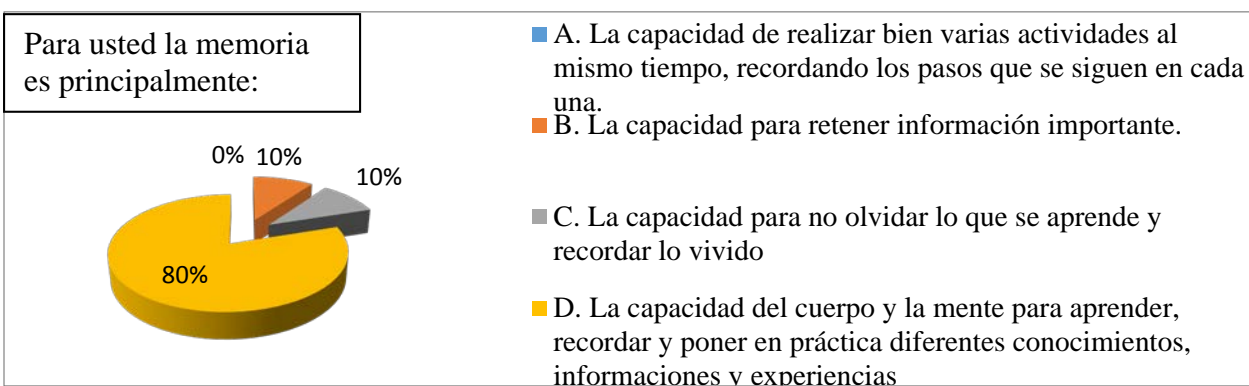 Para usted la memoria
es principalmente:
0% 10%
10%
80%
A. La capacidad de realizar bien varias actividades al
mismo tiempo, recordando los pasos que se siguen en cada
una.
B. La capacidad para retener información importante.
C. La capacidad para no olvidar lo que se aprende y
recordar lo vivido
D. La capacidad del cuerpo y la mente para aprender,
recordar y poner en práctica diferentes conocimientos,
informaciones y experiencias